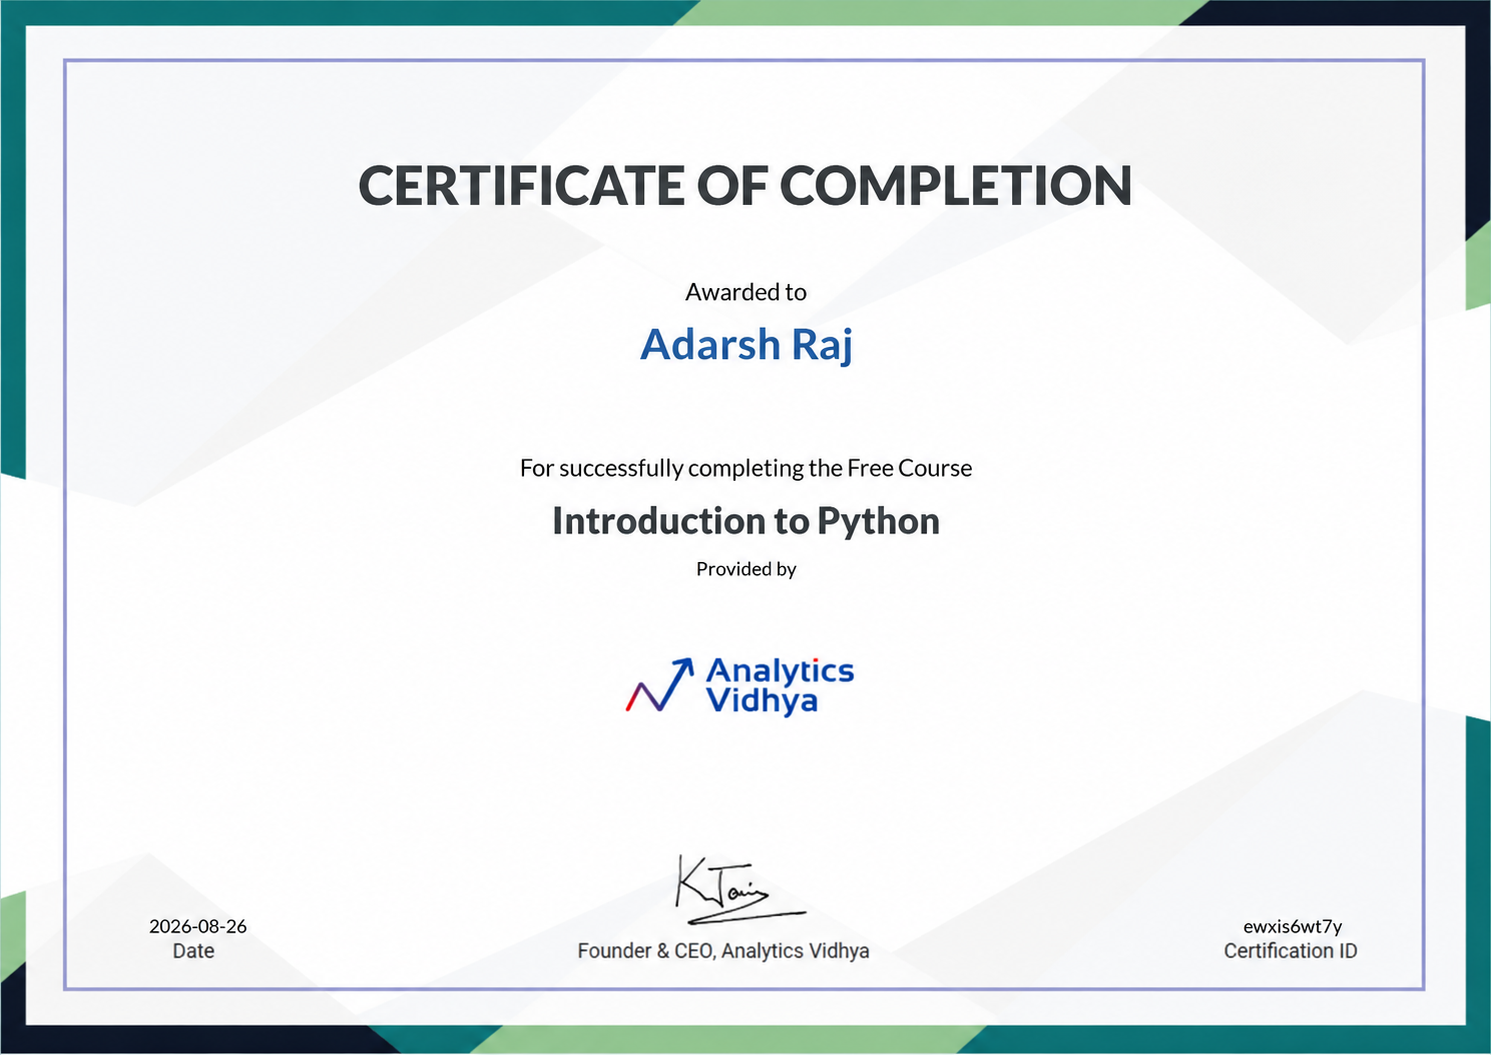 CERTIFICATE OF COMPLETION
Awarded to
Adarsh Raj
For successfully completing the Free Course
Introduction to Python
Provided by
Analytics
Vidhya
K Jain
2026-08-26
Date
Founder & CEO, Analytics Vidhya
ewxis6wt7y
Certification ID